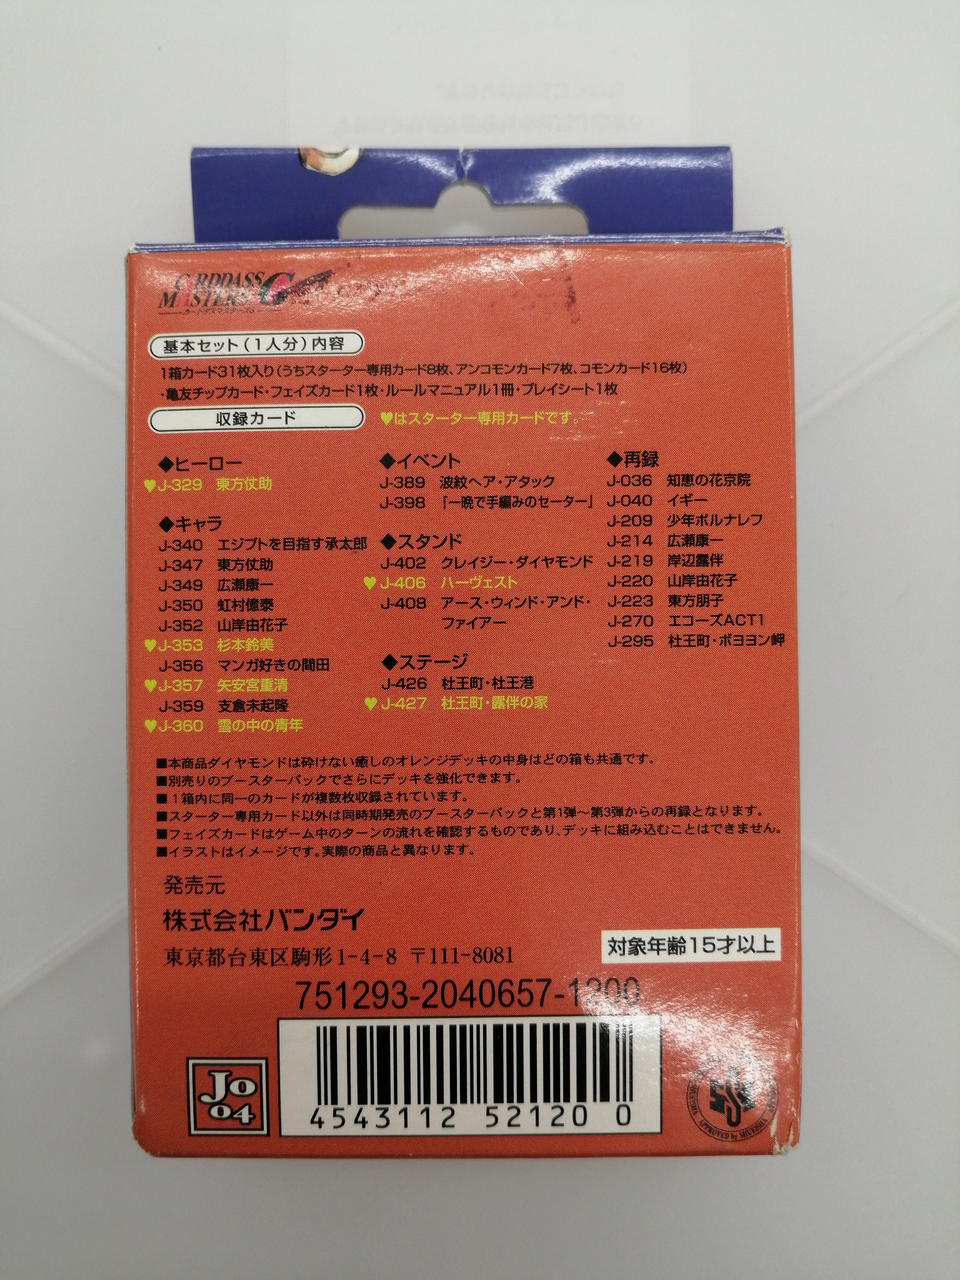 CARDDASS
MASTERS G
カードダスマスターズG
基本セット(1人分)内容
1箱カード31枚入り(うちスターター専用カード8枚、アンコモンカード7枚、コモンカード16枚)
・亀友チップカード・フェイズカード1枚・ルールマニュアル1冊・プレイシート1枚
収録カード
♥はスターター専用カードです。
◆ヒーロー
♥J-329 東方仗助
◆キャラ
J-340 エジプトを目指す承太郎
J-347 東方仗助
J-349 広瀬康一
J-350 虹村億泰
J-352 山岸由花子
♥J-353 杉本鈴美
J-356 マンガ好きの間田
♥J-357 矢安宮重清
J-359 支倉未起隆
♥J-360 雪の中の青年
◆イベント
J-389 波紋ヘア・アタック
J-398 「一晩で手編みのセーター」
◆スタンド
J-402 クレイジー・ダイヤモンド
♥J-406 ハーヴェスト
J-408 アース・ウィンド・アンド・
ファイアー
◆ステージ
J-426 杜王町・杜王港
♥J-427 杜王町・露伴の家
◆再録
J-036 知恵の花京院
J-040 イギー
J-209 少年ポルナレフ
J-214 広瀬康一
J-219 岸辺露伴
J-220 山岸由花子
J-223 東方朋子
J-270 エコーズACT1
J-295 杜王町・ボヨヨン岬
■本商品ダイヤモンドは砕けない癒しのオレンジデッキの中身はどの箱も共通です。
■別売りのブースターパックでさらにデッキを強化できます。
■1箱内に同一のカードが複数枚収録されています。
■スターター専用カード以外は同時期発売のブースターパックと第1弾〜第3弾からの再録となります。
■フェイズカードはゲーム中のターンの流れを確認するものであり、デッキに組み込むことはできません。
■イラストはイメージです。実際の商品と異なります。
発売元
株式会社バンダイ
東京都台東区駒形1-4-8 〒111-8081
対象年齢15才以上
751293-2040657-1200
4543112 52120 0
Jo
04
APPROVED by SHUEISHA